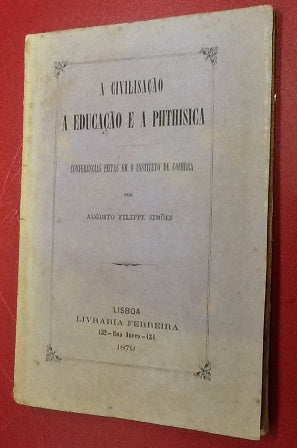 A CIVILISAÇÃO
A EDUCAÇÃO E A PHTHISICA
CONFERENCIAS FEITAS EM O INSTITUTO DE COIMBRA
POR
AUGUSTO FILIPPE SIMÕES
LISBOA
LIVRARIA FERREIRA
132—Rua Aurea—134
1879